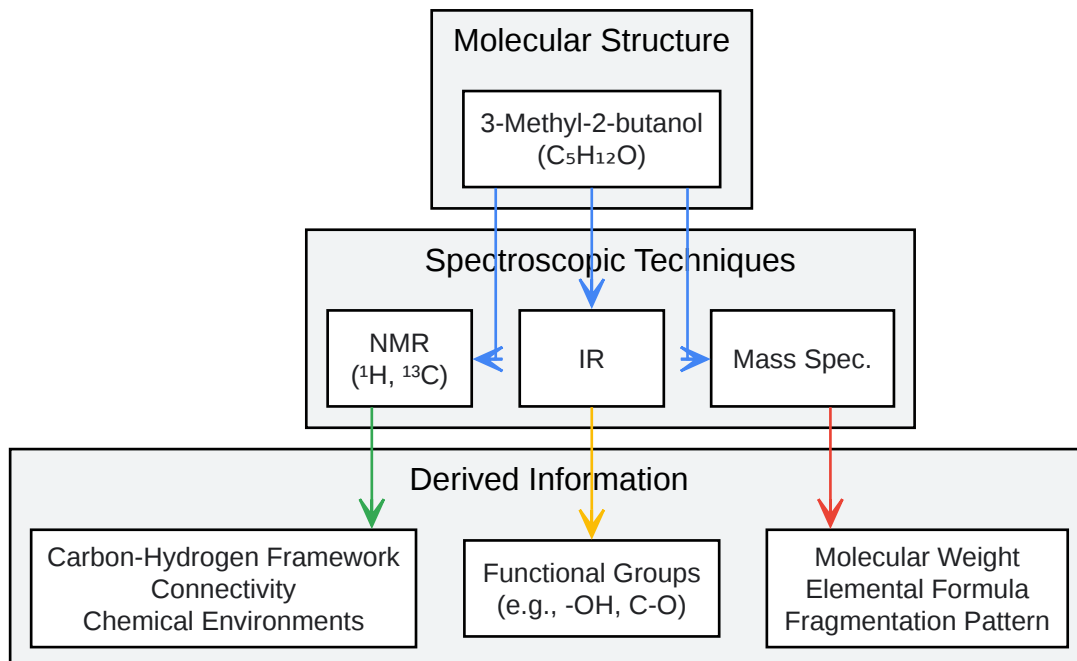 Molecular Structure
3-Methyl-2-butanol
(C₅H₁₂O)
Spectroscopic Techniques
NMR
(¹H, ¹³C)
IR
Mass Spec.
Derived Information
Carbon-Hydrogen Framework
Connectivity
Chemical Environments
Functional Groups
(e.g., -OH, C-O)
Molecular Weight
Elemental Formula
Fragmentation Pattern